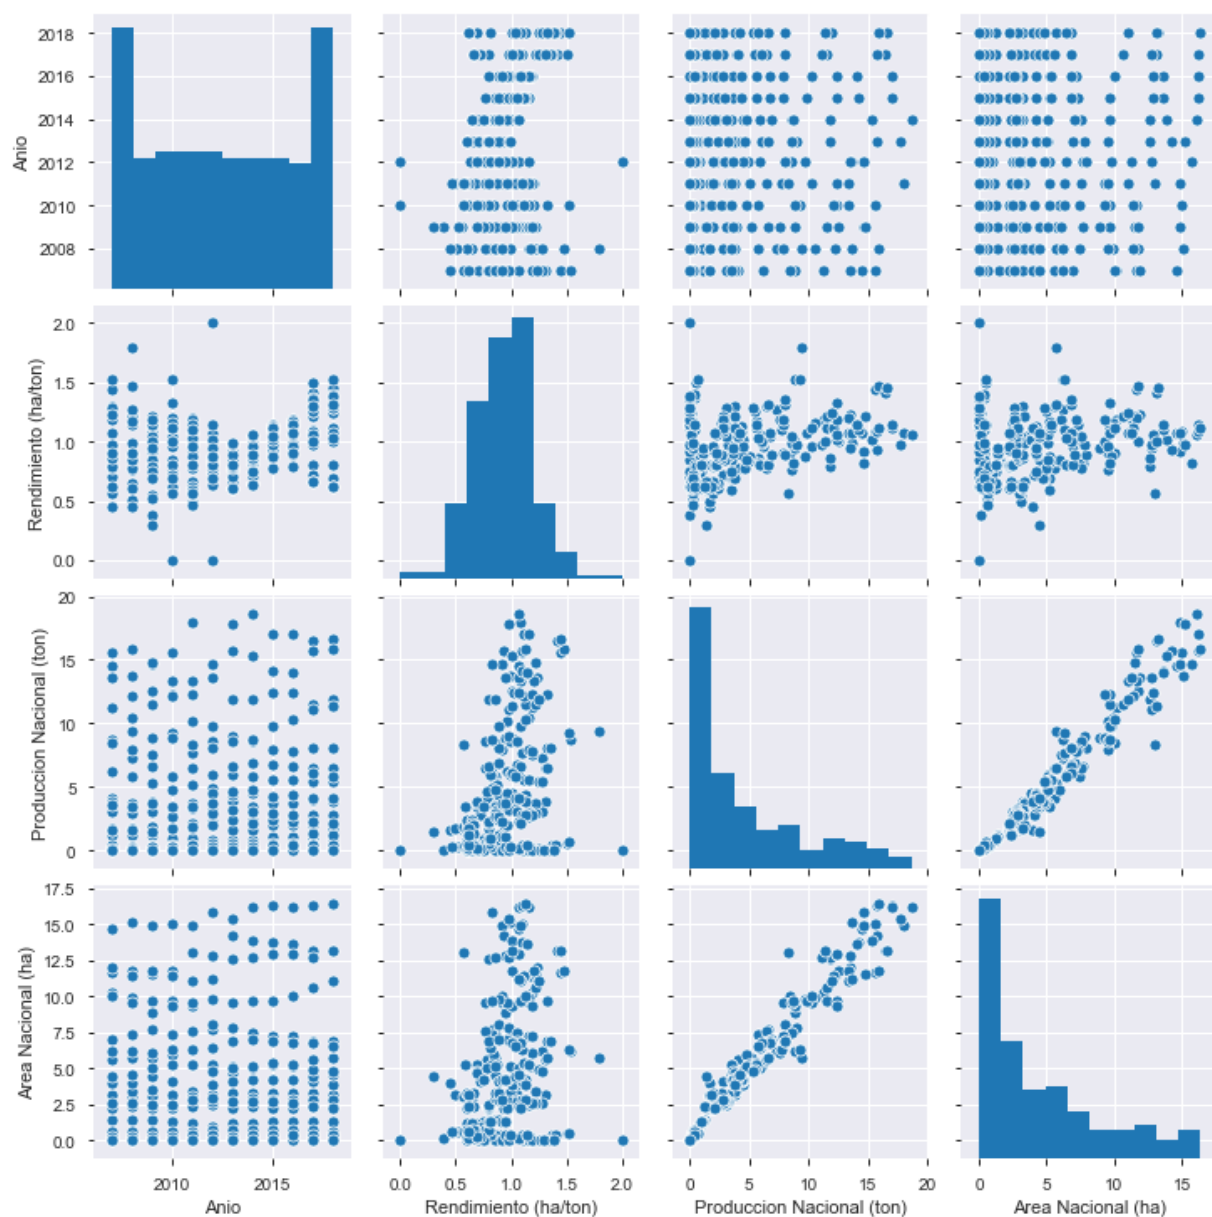 2018
2016
2014
2012
2010
2008
Anio
2.0
1.5
1.0
0.5
0.0
Rendimiento (ha/ton)
20
15
10
5
0
Produccion Nacional (ton)
17.5
15.0
12.5
10.0
7.5
5.0
2.5
0.0
Area Nacional (ha)
2010 2015
Anio
0.0 0.5 1.0 1.5 2.0
Rendimiento (ha/ton)
0 5 10 15 20
Produccion Nacional (ton)
0 5 10 15
Area Nacional (ha)